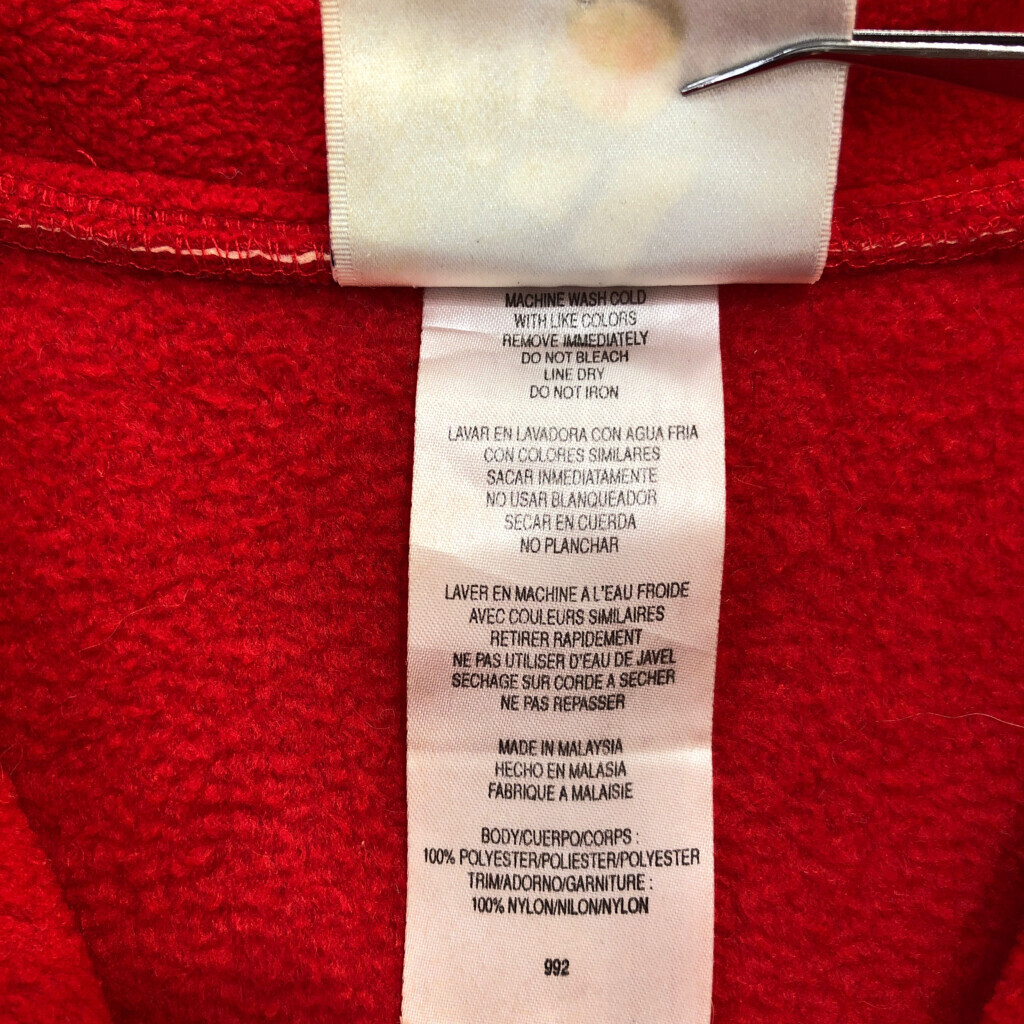 MACHINE WASH COLD
WITH LIKE COLORS
REMOVE IMMEDIATELY
DO NOT BLEACH
LINE DRY
DO NOT IRON
LAVAR EN LAVADORA CON AGUA FRIA
CON COLORES SIMILARES
SACAR INMEDIATAMENTE
NO USAR BLANQUEADOR
SECAR EN CUERDA
NO PLANCHAR
LAVER EN MACHINE A L'EAU FROIDE
AVEC COULEURS SIMILAIRES
RETIRER RAPIDEMENT
NE PAS UTILISER D'EAU DE JAVEL
SECHAGE SUR CORDE A SECHER
NE PAS REPASSER
MADE IN MALAYSIA
HECHO EN MALASIA
FABRIQUE A MALAISIE
BODY/CUERPO/CORPS :
100% POLYESTER/POLIESTER/POLYESTER
TRIM/ADORNO/GARNITURE :
100% NYLON/NILON/NYLON
992